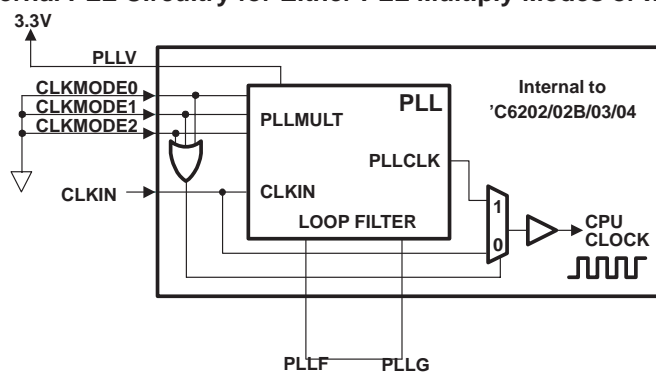 3.3V
PLLV
CLKMODE0
CLKMODE1
CLKMODE2
PLLMULT
PLL
Internal to
'C6202/02B/03/04
PLLCLK
CLKIN
CLKIN
LOOP FILTER
1
0
CPU
CLOCK
PLLF
PLLG